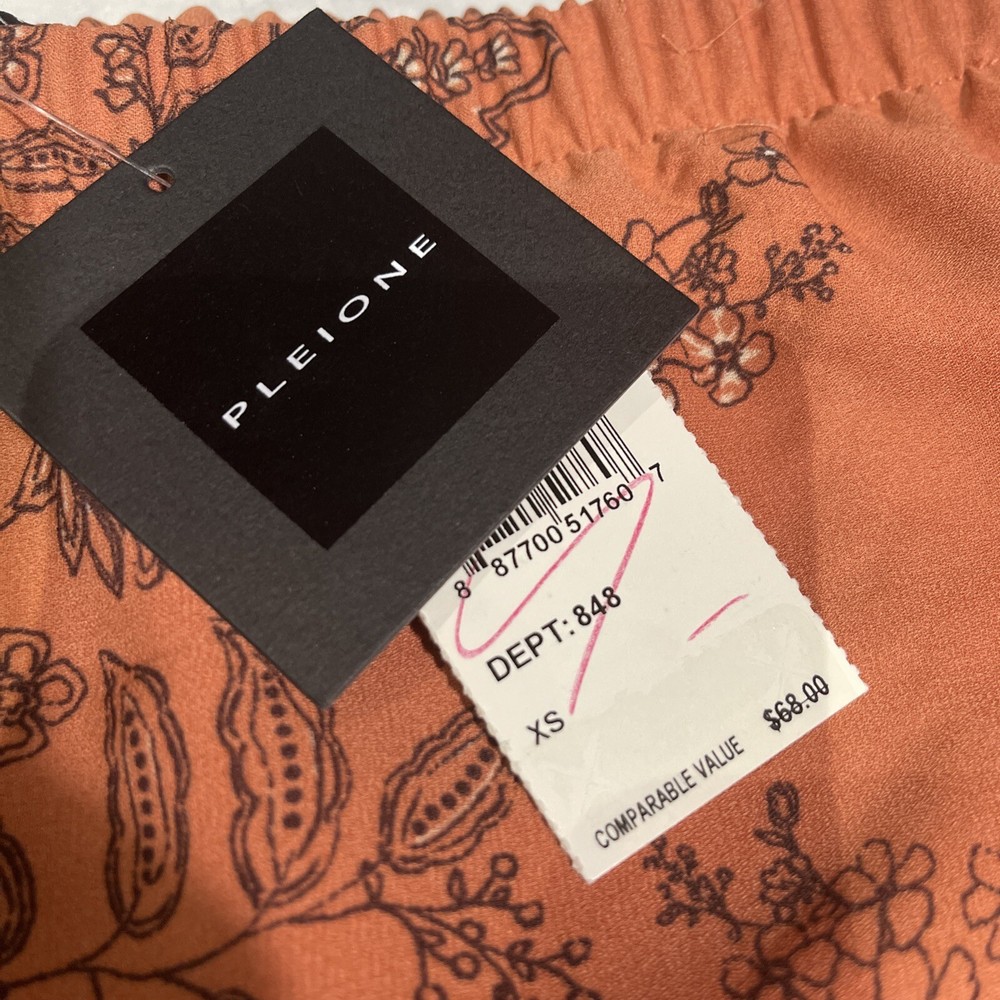 PLEIONE
8 87700 51760 7
DEPT: 848
XS
COMPARABLE VALUE $68.00